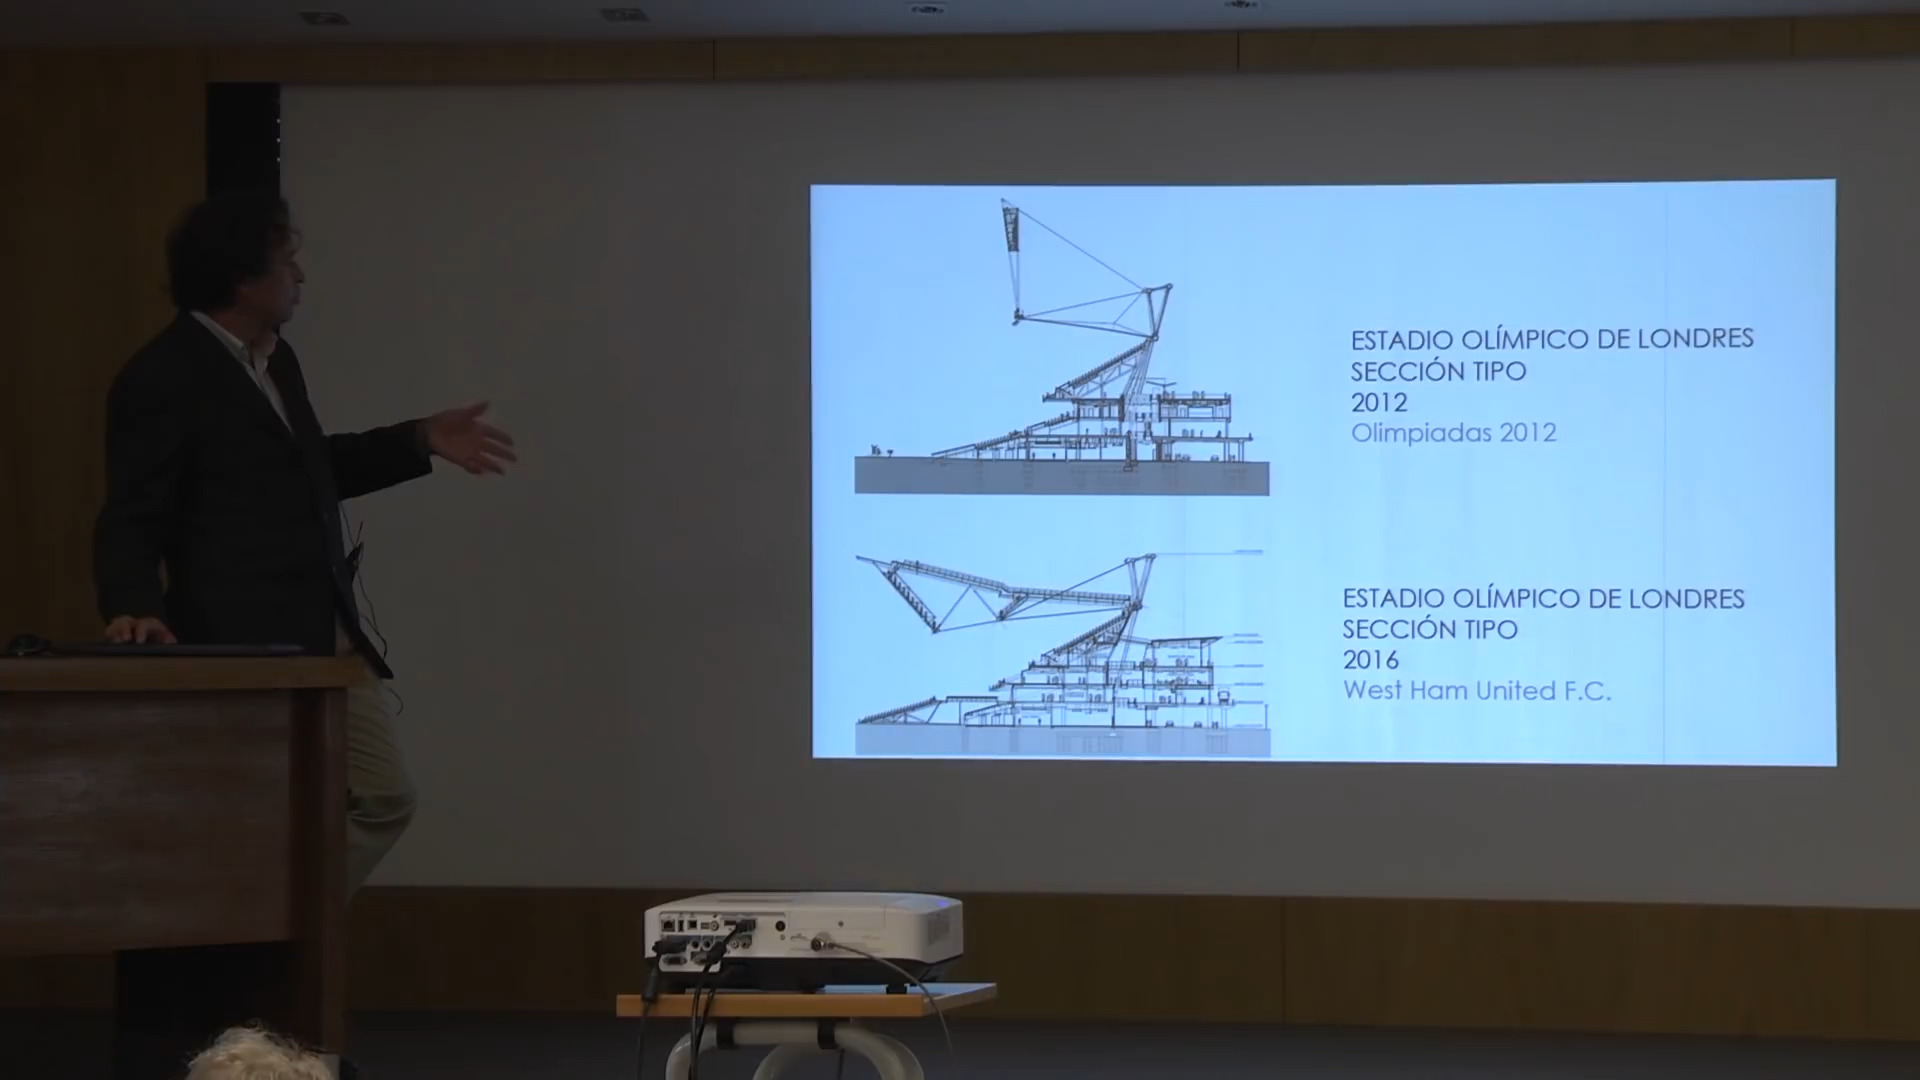 ESTADIO OLÍMPICO DE LONDRES
SECCIÓN TIPO
2012
Olimpiadas 2012
ESTADIO OLÍMPICO DE LONDRES
SECCIÓN TIPO
2016
West Ham United F.C.